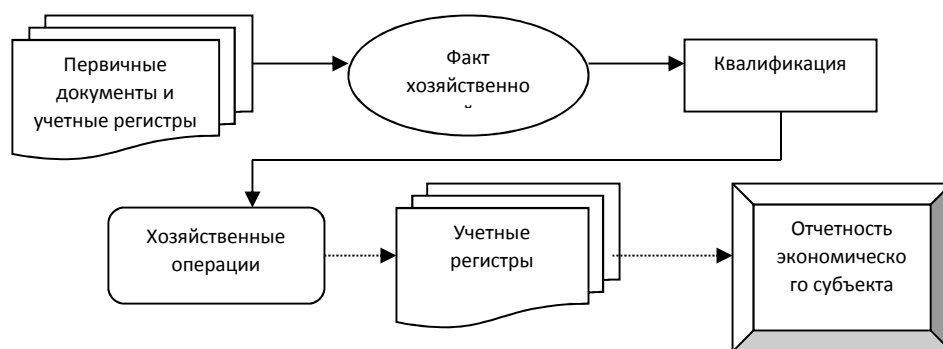 Первичные
документы и
учетные регистры
Факт
хозяйственно
Квалификация
Хозяйственные
операции
Учетные
регистры
Отчетность
экономическо
го субъекта